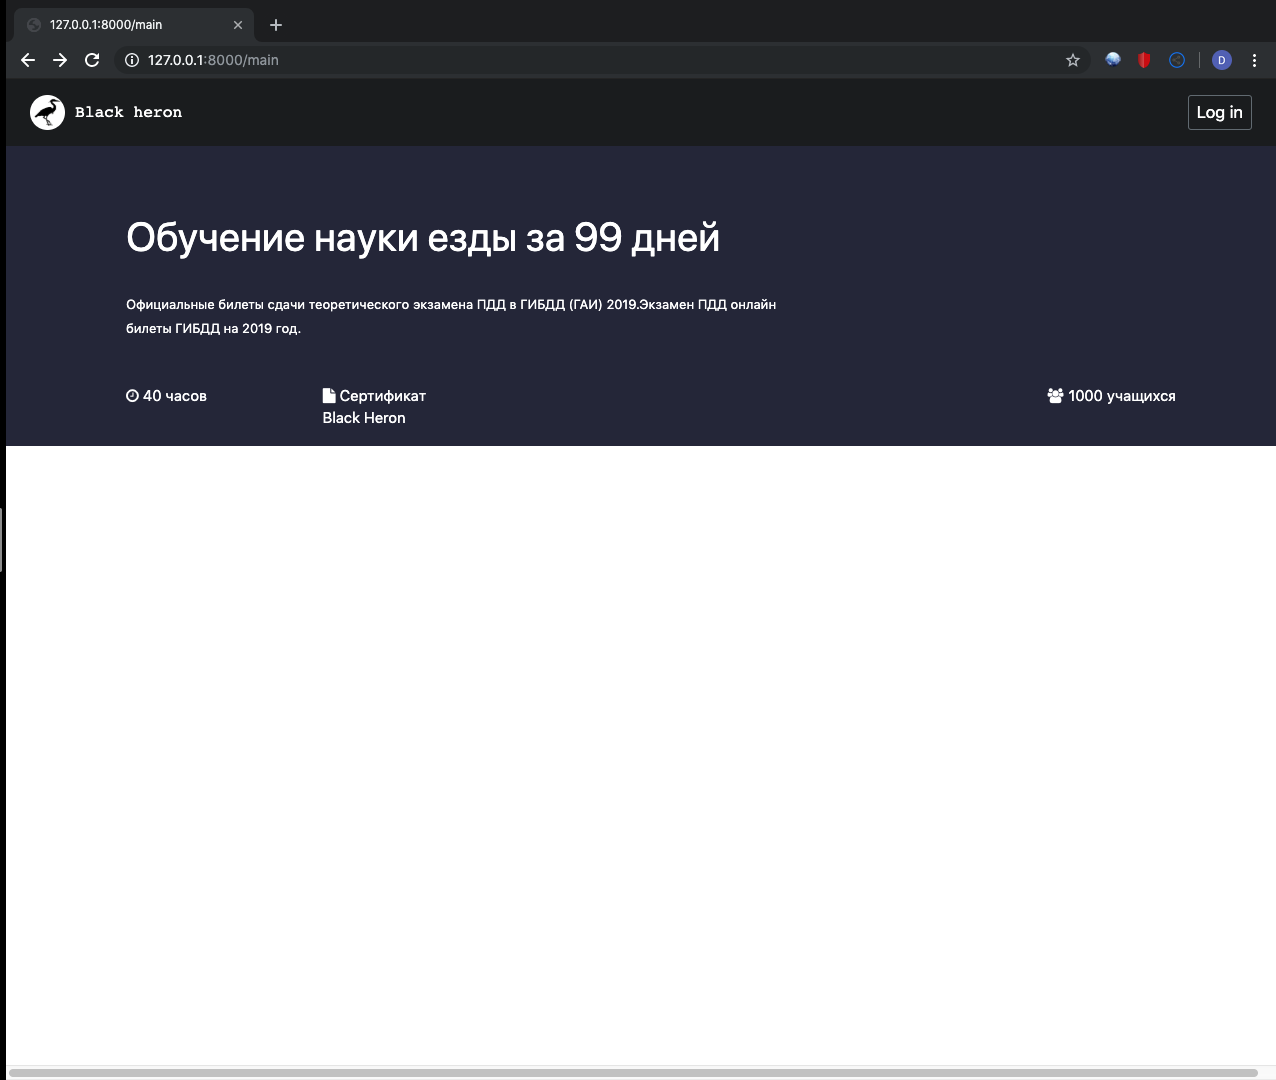 127.0.0.1:8000/main
127.0.0.1:8000/main
D
Black heron
Log in
Обучение науки езды за 99 дней
Официальные билеты сдачи теоретического экзамена ПДД в ГИБДД (ГАИ) 2019.Экзамен ПДД онлайн
билеты ГИБДД на 2019 год.
40 часов
Сертификат
Black Heron
1000 учащихся